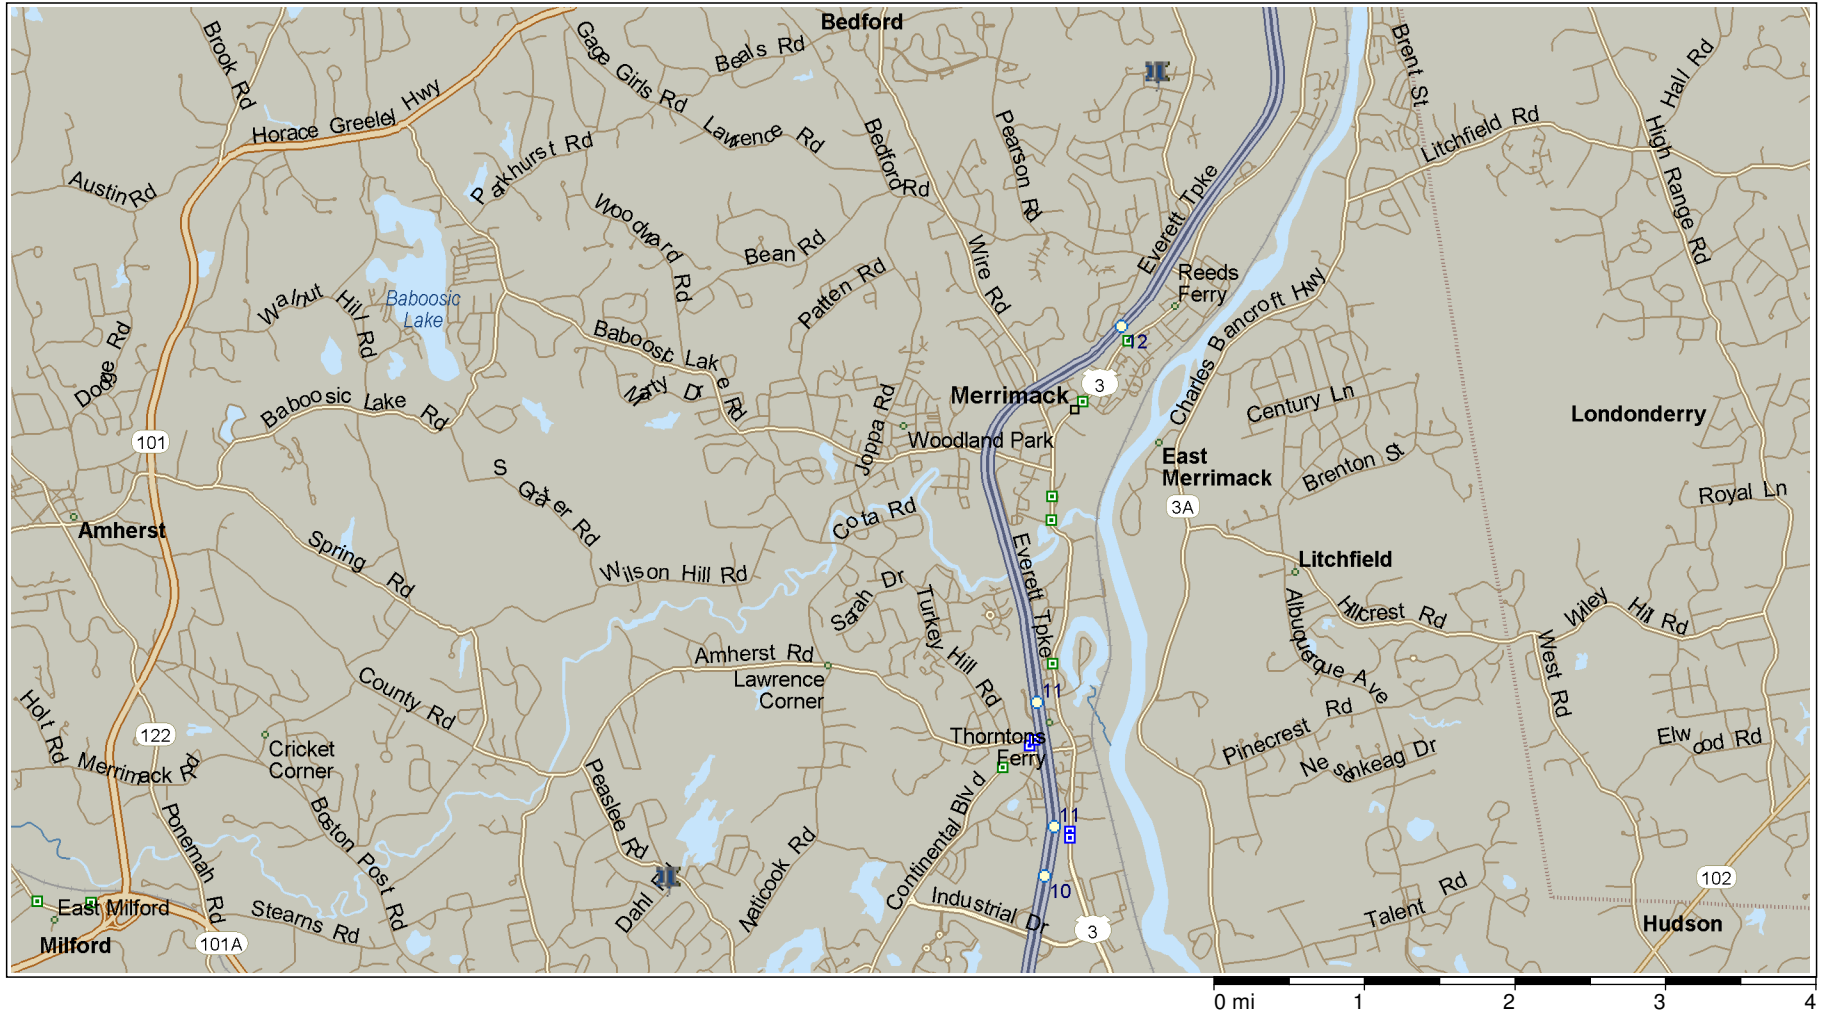 Bedford
Brook Rd
Gage Girls Rd
Beals Rd
Brent St
Hall Rd
Horace Greeley Hwy
Parkhurst Rd
Lawrence Rd
Bedford Rd
Pearson Rd
Litchfield Rd
High Range Rd
Austin Rd
Woodward Rd
Bean Rd
Everett Tpke
Wire Rd
Reeds
Ferry
Patten Rd
Walnut Hill Rd
Baboosic
Lake
Charles Bancroft Hwy
Dodge Rd
Baboosic Lake Rd
12
Marty Dr
3
Merrimack
Baboosic Lake Rd
Century Ln
Londonderry
101
Joppa Rd
Woodland Park
East
Merrimack
Brenton St
S Grater Rd
Royal Ln
3A
Cota Rd
Amherst
Spring Rd
Everett Tpke
Litchfield
Wilson Hill Rd
Sarah Dr
Turkey Hill Rd
Albuquerque Ave
Hillcrest Rd
Wiley Hill Rd
Amherst Rd
Lawrence
Corner
West Rd
County Rd
11
Holt Rd
Pinecrest Rd
122
Cricket
Corner
Thorntons
Ferry
Elwood Rd
Nesenkeag Dr
Merrimack Rd
Peaslee Rd
Continental Blvd
Boston Post Rd
Ponemah Rd
11
Naticook Rd
10
102
Dahl Rd
Talent Rd
East Milford
Stearns Rd
Industrial Dr
Hudson
Milford
101A
3
0 mi 1 2 3 4